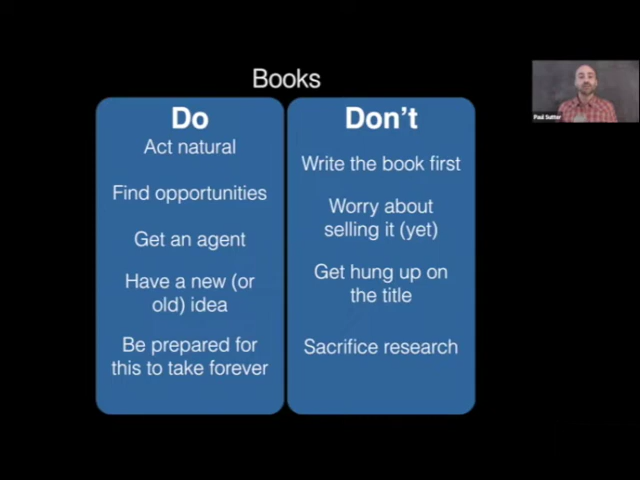 Books
Do
Act natural
Find opportunities
Get an agent
Have a new (or
old) idea
Be prepared for
this to take forever
Don't
Write the book first
Worry about
selling it (yet)
Get hung up on
the title
Sacrifice research
Paul Sutter